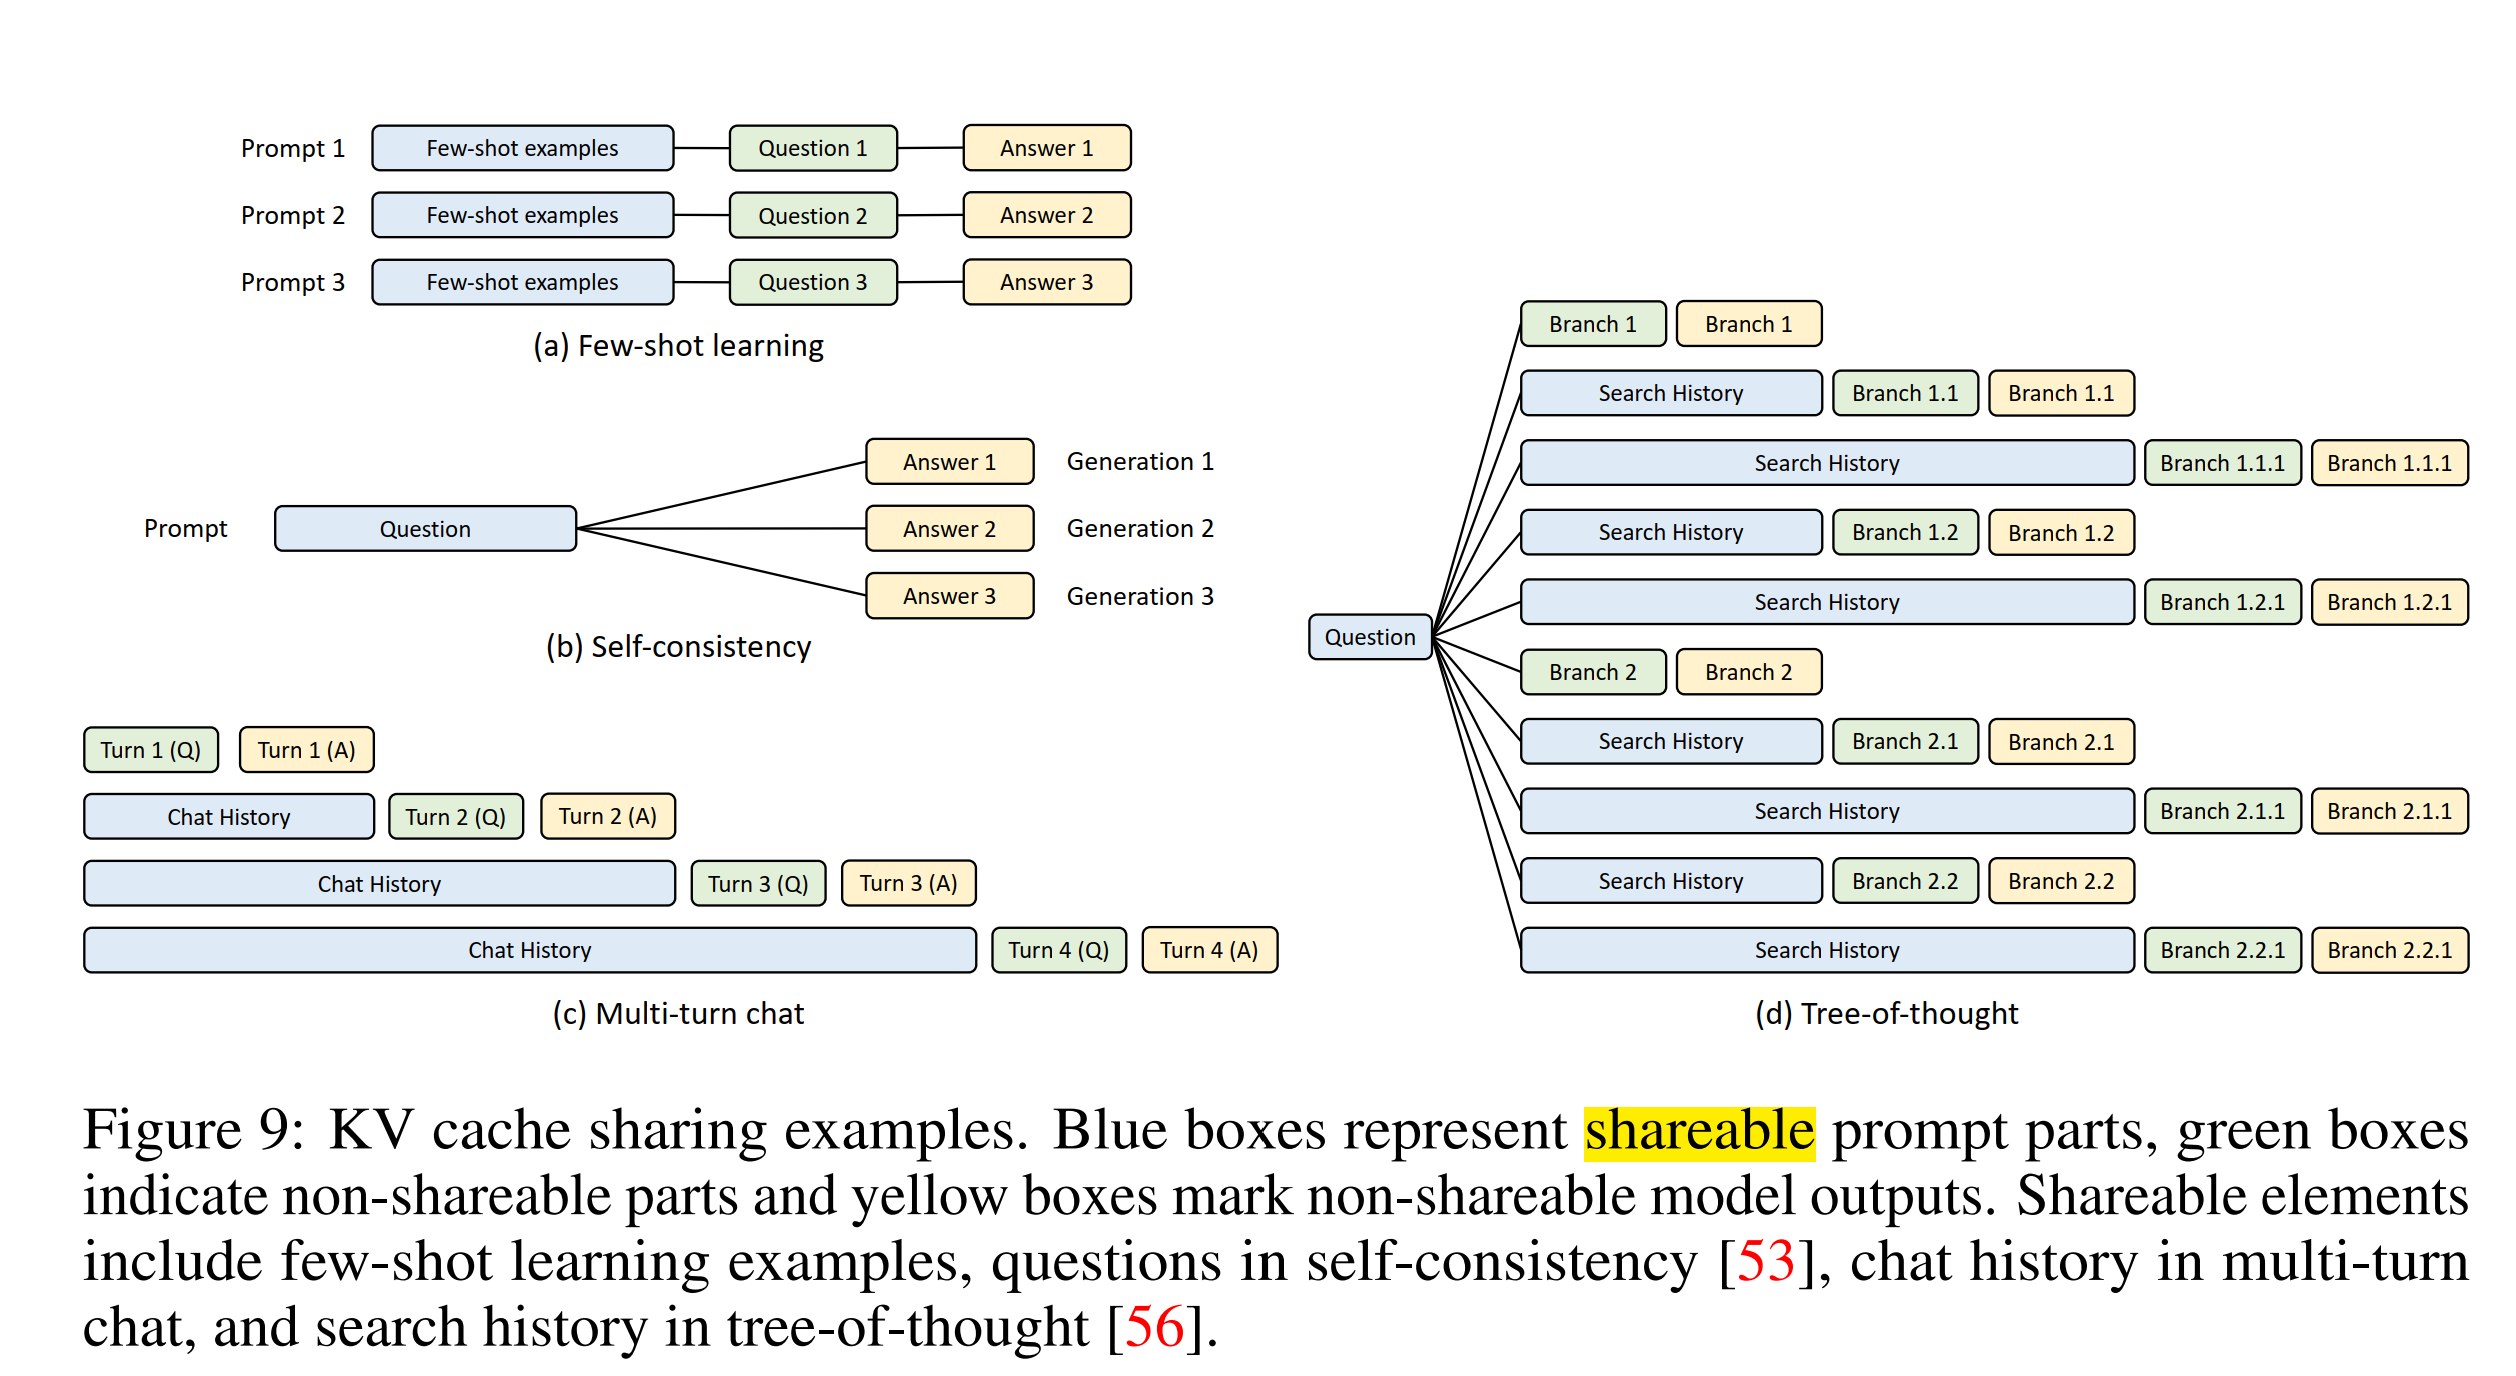 Prompt 1 Few-shot examples Question 1 Answer 1
Prompt 2 Few-shot examples Question 2 Answer 2
Prompt 3 Few-shot examples Question 3 Answer 3
(a) Few-shot learning
Answer 1 Generation 1
Prompt Question Answer 2 Generation 2
Answer 3 Generation 3
(b) Self-consistency
Turn 1 (Q) Turn 1 (A)
Chat History Turn 2 (Q) Turn 2 (A)
Chat History Turn 3 (Q) Turn 3 (A)
Chat History Turn 4 (Q) Turn 4 (A)
(c) Multi-turn chat
Branch 1 Branch 1
Search History Branch 1.1 Branch 1.1
Search History Branch 1.1.1 Branch 1.1.1
Search History Branch 1.2 Branch 1.2
Search History Branch 1.2.1 Branch 1.2.1
Question
Branch 2 Branch 2
Search History Branch 2.1 Branch 2.1
Search History Branch 2.1.1 Branch 2.1.1
Search History Branch 2.2 Branch 2.2
Search History Branch 2.2.1 Branch 2.2.1
(d) Tree-of-thought
Figure 9: KV cache sharing examples. Blue boxes represent shareable prompt parts, green boxes
indicate non-shareable parts and yellow boxes mark non-shareable model outputs. Shareable elements
include few-shot learning examples, questions in self-consistency [53], chat history in multi-turn
chat, and search history in tree-of-thought [56].